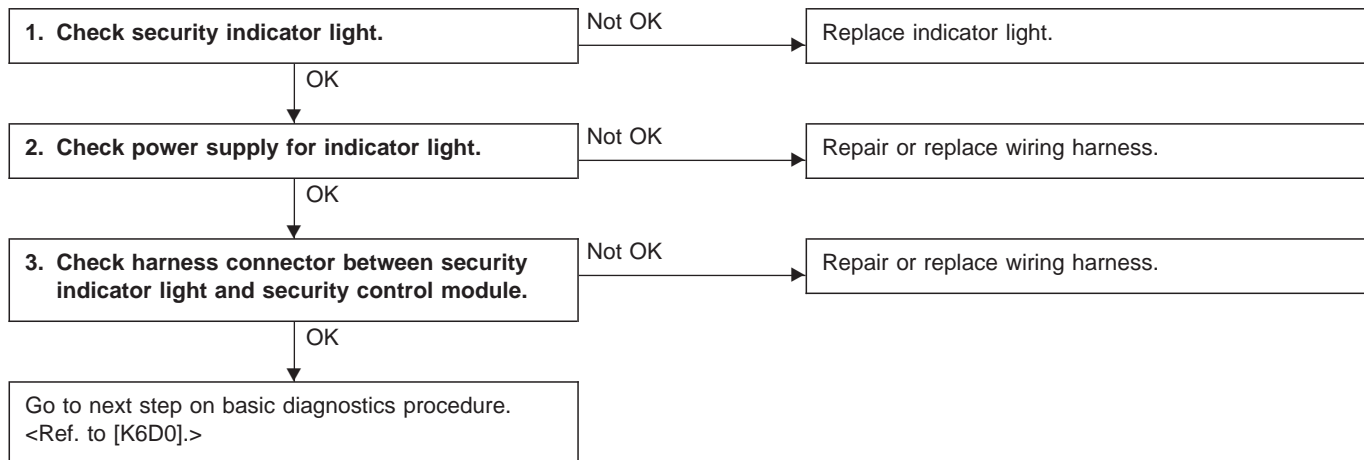 1. Check security indicator light.
Not OK
Replace indicator light.
OK
2. Check power supply for indicator light.
Not OK
Repair or replace wiring harness.
OK
3. Check harness connector between security
indicator light and security control module.
Not OK
Repair or replace wiring harness.
OK
Go to next step on basic diagnostics procedure.
<Ref. to [K6D0].>